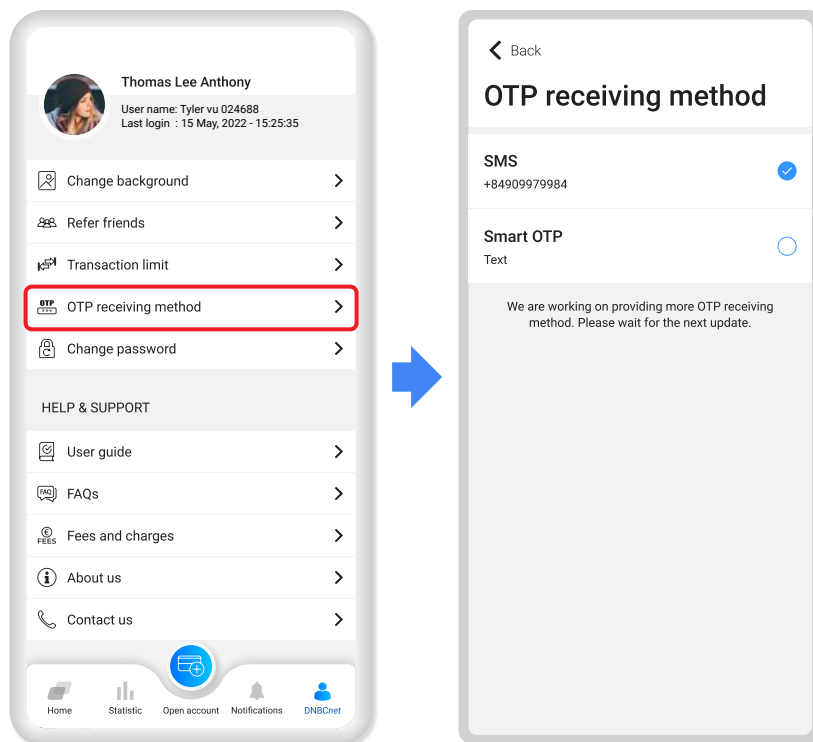 Thomas Lee Anthony
User name: Tyler vu 024688
Last login : 15 May, 2022 - 15:25:35
Change background
Refer friends
Transaction limit
OTP
OTP receiving method
Change password
HELP & SUPPORT
User guide
FAQ
FAQs
FEES
Fees and charges
About us
Contact us
Home
Statistic
Open account
Notifications
DNBCnet
Back
OTP receiving method
SMS
+84909979984
Smart OTP
Text
We are working on providing more OTP receiving
method. Please wait for the next update.